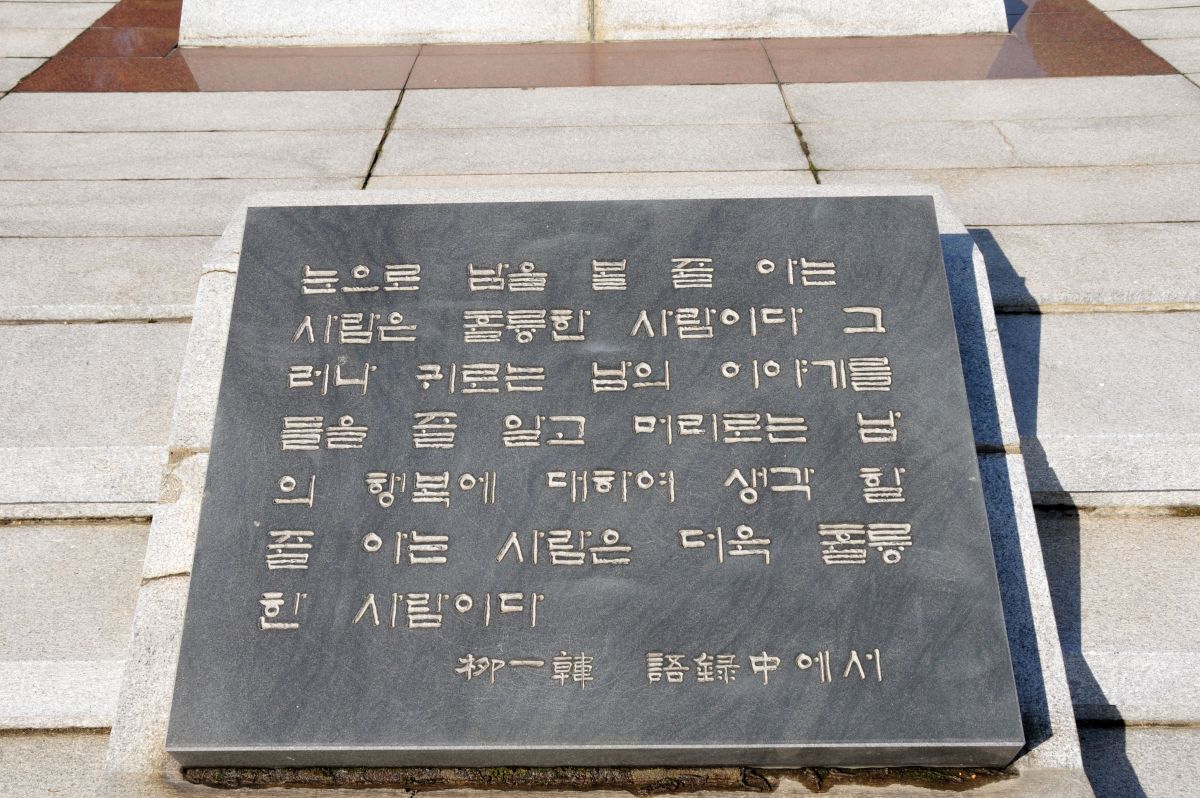 눈으로 남을 볼 줄 아는
사람은 훌륭한 사람이다 그
러나 귀로는 남의 이야기를
들을 줄 알고 머리로는 남
의 행복에 대하여 생각 할
줄 아는 사람은 더욱 훌륭
한 사람이다
柳一韓 語録中에서